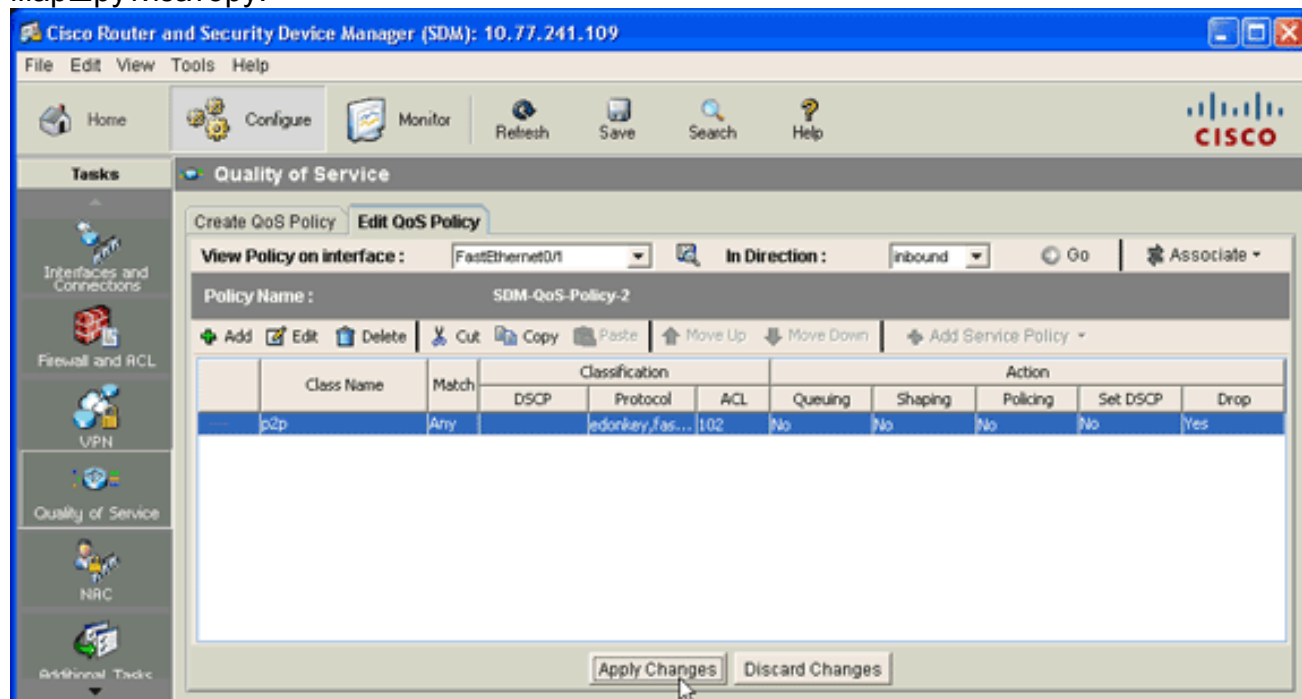 маршрутизатору.
Cisco Router and Security Device Manager (SDM): 10.77.241.109
File Edit View Tools Help
Home Configure Monitor Refresh Save Search Help
CISCO
Tasks
Quality of Service
Create QoS Policy Edit QoS Policy
View Policy on interface : FastEthernet0/1 In Direction : inbound Go Associate
Interfaces and Connections
Policy Name : SDM-QoS-Policy-2
Add Edit Delete Cut Copy Paste Move Up Move Down Add Service Policy
Firewall and ACL
Class Name Match Classification Action
DSCP Protocol ACL Queuing Shaping Policing Set DSCP Drop
p2p Any edonkey,fas... 102 No No No No Yes
VPN
Quality of Service
NAC
Additional Tasks
Apply Changes Discard Changes